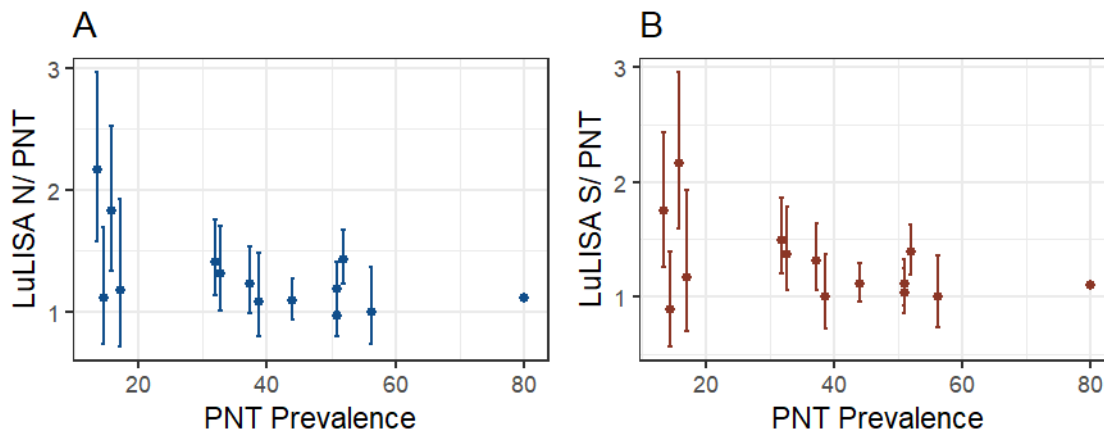 A
LuLISA N/ PNT
3
2
1
20 40 60 80
PNT Prevalence
B
LuLISA S/ PNT
3
2
1
20 40 60 80
PNT Prevalence